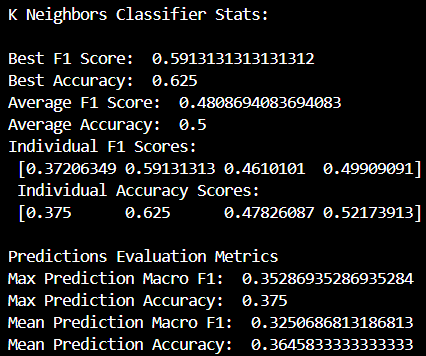 K Neighbors Classifier Stats:
Best F1 Score:  0.5913131313131312
Best Accuracy:  0.625
Average F1 Score:  0.4808694083694083
Average Accuracy:  0.5
Individual F1 Scores:
 [0.37206349 0.59131313 0.4610101  0.49909091]
 Individual Accuracy Scores:
 [0.375      0.625      0.47826087 0.52173913]
Predictions Evaluation Metrics
Max Prediction Macro F1:  0.35286935286935284
Max Prediction Accuracy:  0.375
Mean Prediction Macro F1:  0.3250686813186813
Mean Prediction Accuracy:  0.3645833333333333